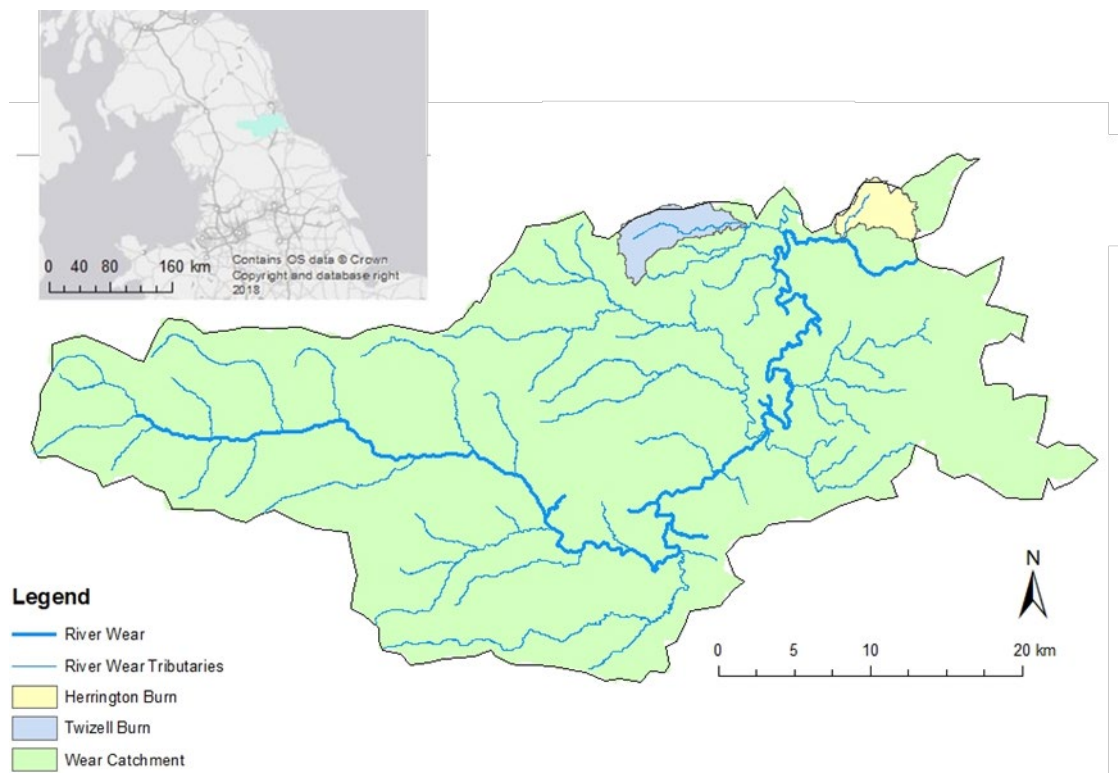 0 40 80 160 km
Contains OS data © Crown
Copyright and database right
2018
N
0 5 10 20 km
Legend
River Wear
River Wear Tributaries
Herrington Burn
Twizell Burn
Wear Catchment